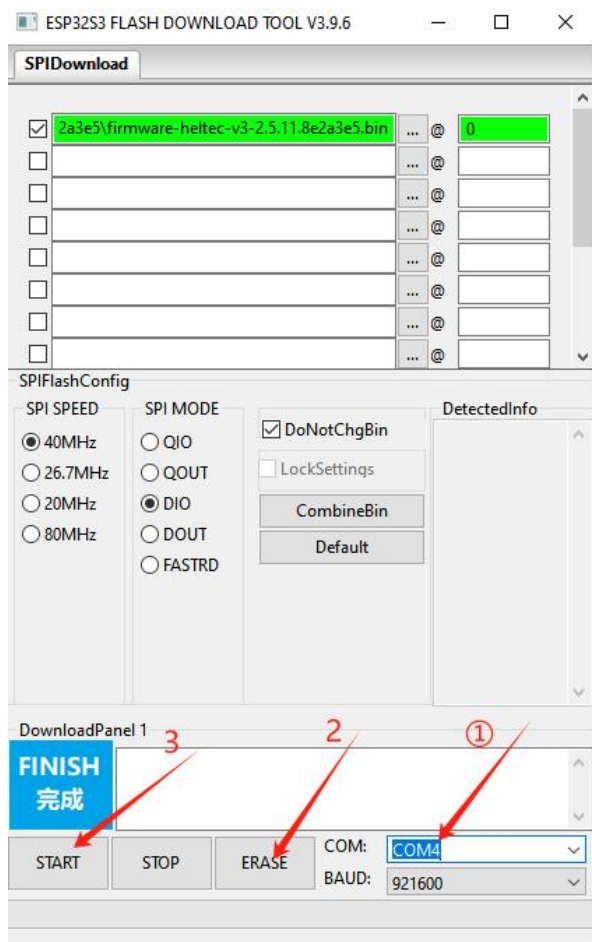 ESP32S3 FLASH DOWNLOAD TOOL V3.9.6
SPIDownload
2a3e5\firmware-heltec-v3-2.5.11.8e2a3e5.bin ... @ 0
... @
... @
... @
... @
... @
... @
... @
SPIFlashConfig
SPI SPEED
40MHz
26.7MHz
20MHz
80MHz
SPI MODE
QIO
QOUT
DIO
DOUT
FASTRD
DoNotChgBin
LockSettings
CombineBin
Default
DetectedInfo
DownloadPanel 1
3
2
①
FINISH
完成
START
STOP
ERASE
COM:
COM4
BAUD:
921600